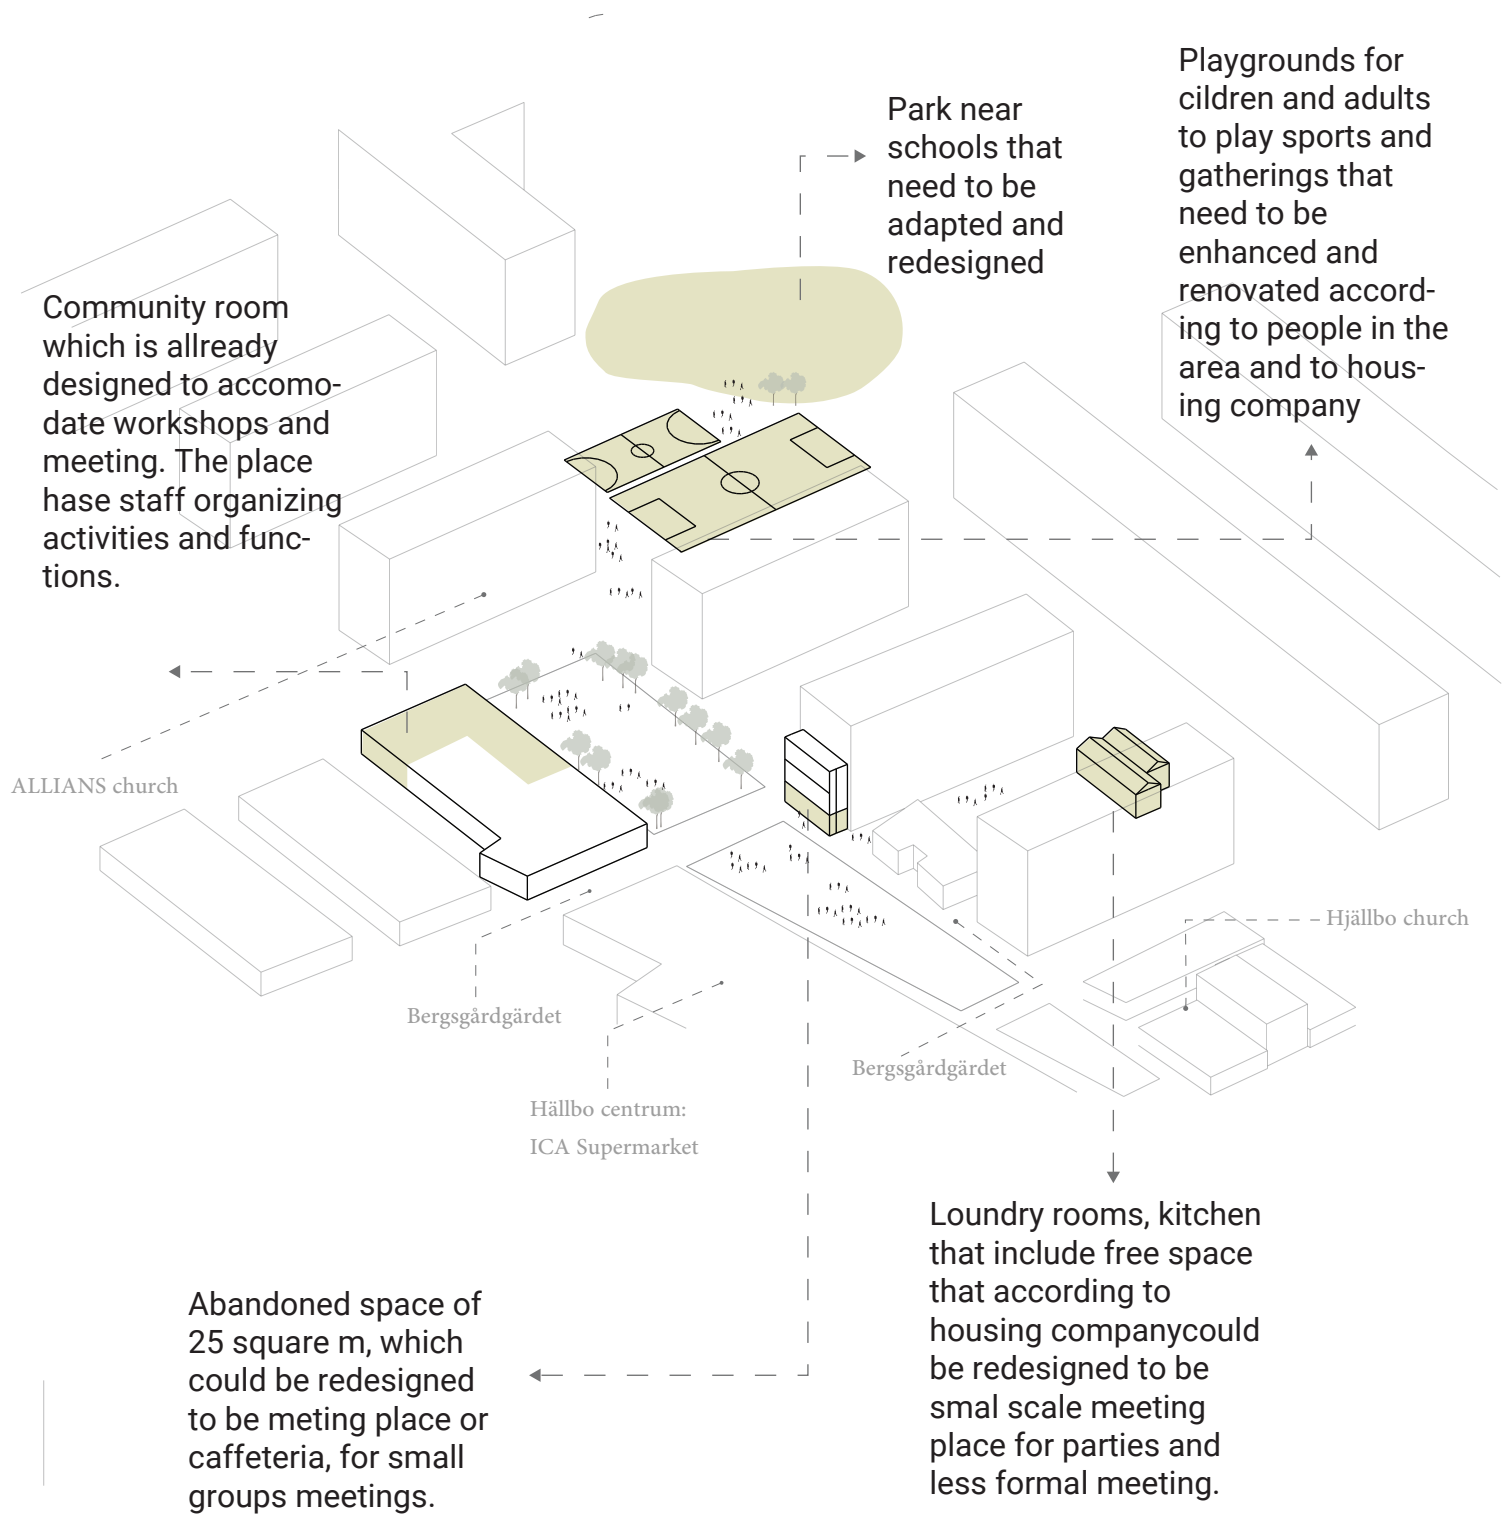 Park near
schools that
need to be
adapted and
redesigned
Playgrounds for
cildren and adults
to play sports and
gatherings that
need to be
enhanced and
renovated accord-
ing to people in the
area and to hous-
ing company
Community room
which is allready
designed to accomo-
date workshops and
meeting. The place
hase staff organizing
activities and func-
tions.
ALLIANS church
Bergsgårdgärdet
Hällbo centrum:
ICA Supermarket
Bergsgårdgärdet
Hjällbo church
Abandoned space of
25 square m, which
could be redesigned
to be meting place or
caffeteria, for small
groups meetings.
Loundry rooms, kitchen
that include free space
that according to
housing companycould
be redesigned to be
smal scale meeting
place for parties and
less formal meeting.